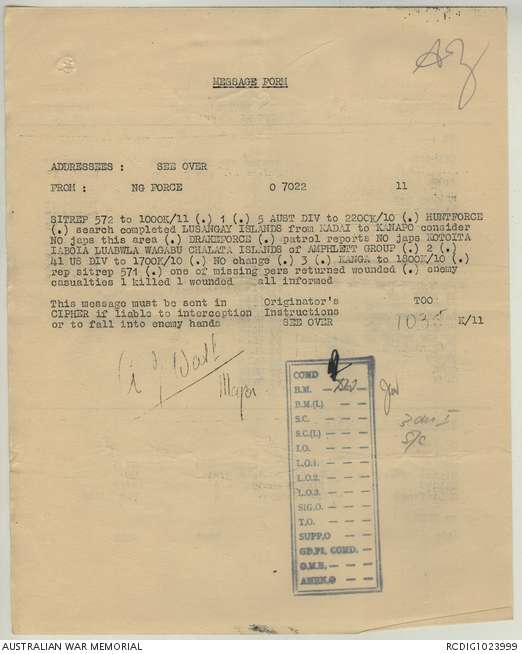 MESSAGE FORM
ADDRESSEES : SEE OVER
FROM : NG FORCE O 7022 11
SITREP 572 to 1000K/11 (.) 1 (.) 5 AUST DIV to 2200K/10 (.) HUNTFORCE
(.) search completed LUSANGAY ISLANDS from KADAI to KANAPO consider
NO japs this area (.) DRAKEFORCE (.) patrol reports NO japs KOTOITA
IABOIA LUABWLA WAGABU CHALATA ISLANDS of AMPHLETT GROUP (.) 2 (.)
41 US DIV to 1700K/10 (.) NO change (.) 3 (.) KANGA to 1800K/10 (.)
rep sitrep 571 (.) one of missing pers returned wounded (.) enemy
casualties 1 killed 1 wounded all informed
This message must be sent in Originator's TOO
CIPHER if liable to interception Instructions
or to fall into enemy hands SEE OVER 1035 K/11
Major
COMD
B.M.
B.M.(L)
S.C.
S.C.(L)
I.O.
L.O.1.
L.O.2.
L.O.3.
SIG.O.
T.O.
SUPP.O
GD.PL. COMD.
O.M.E.
AMEN.O
AUSTRALIAN WAR MEMORIAL RCDIG1023999